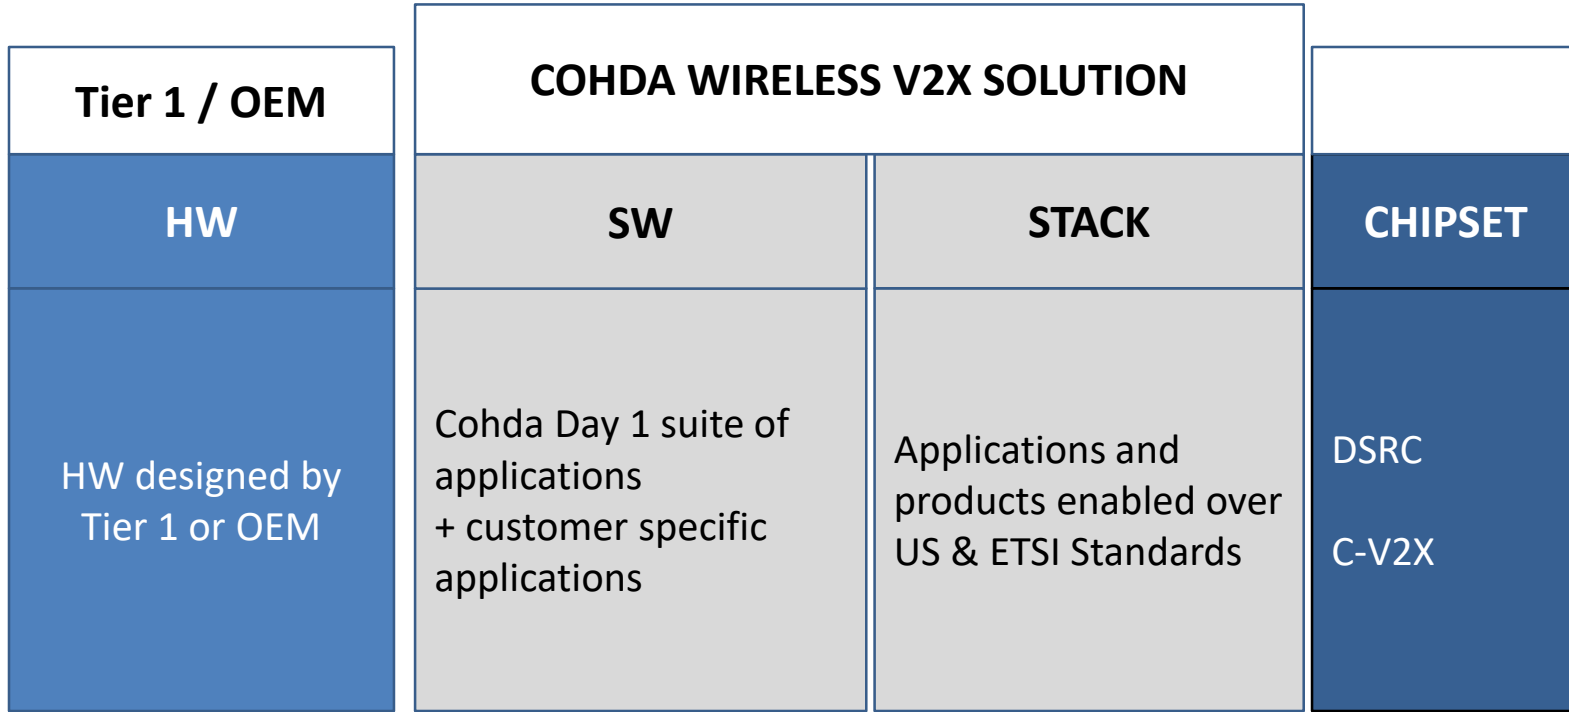 Tier 1 / OEM
COHDA WIRELESS V2X SOLUTION
HW
SW
STACK
CHIPSET
HW designed by
Tier 1 or OEM
Cohda Day 1 suite of
applications
+ customer specific
applications
Applications and
products enabled over
US & ETSI Standards
DSRC
C-V2X